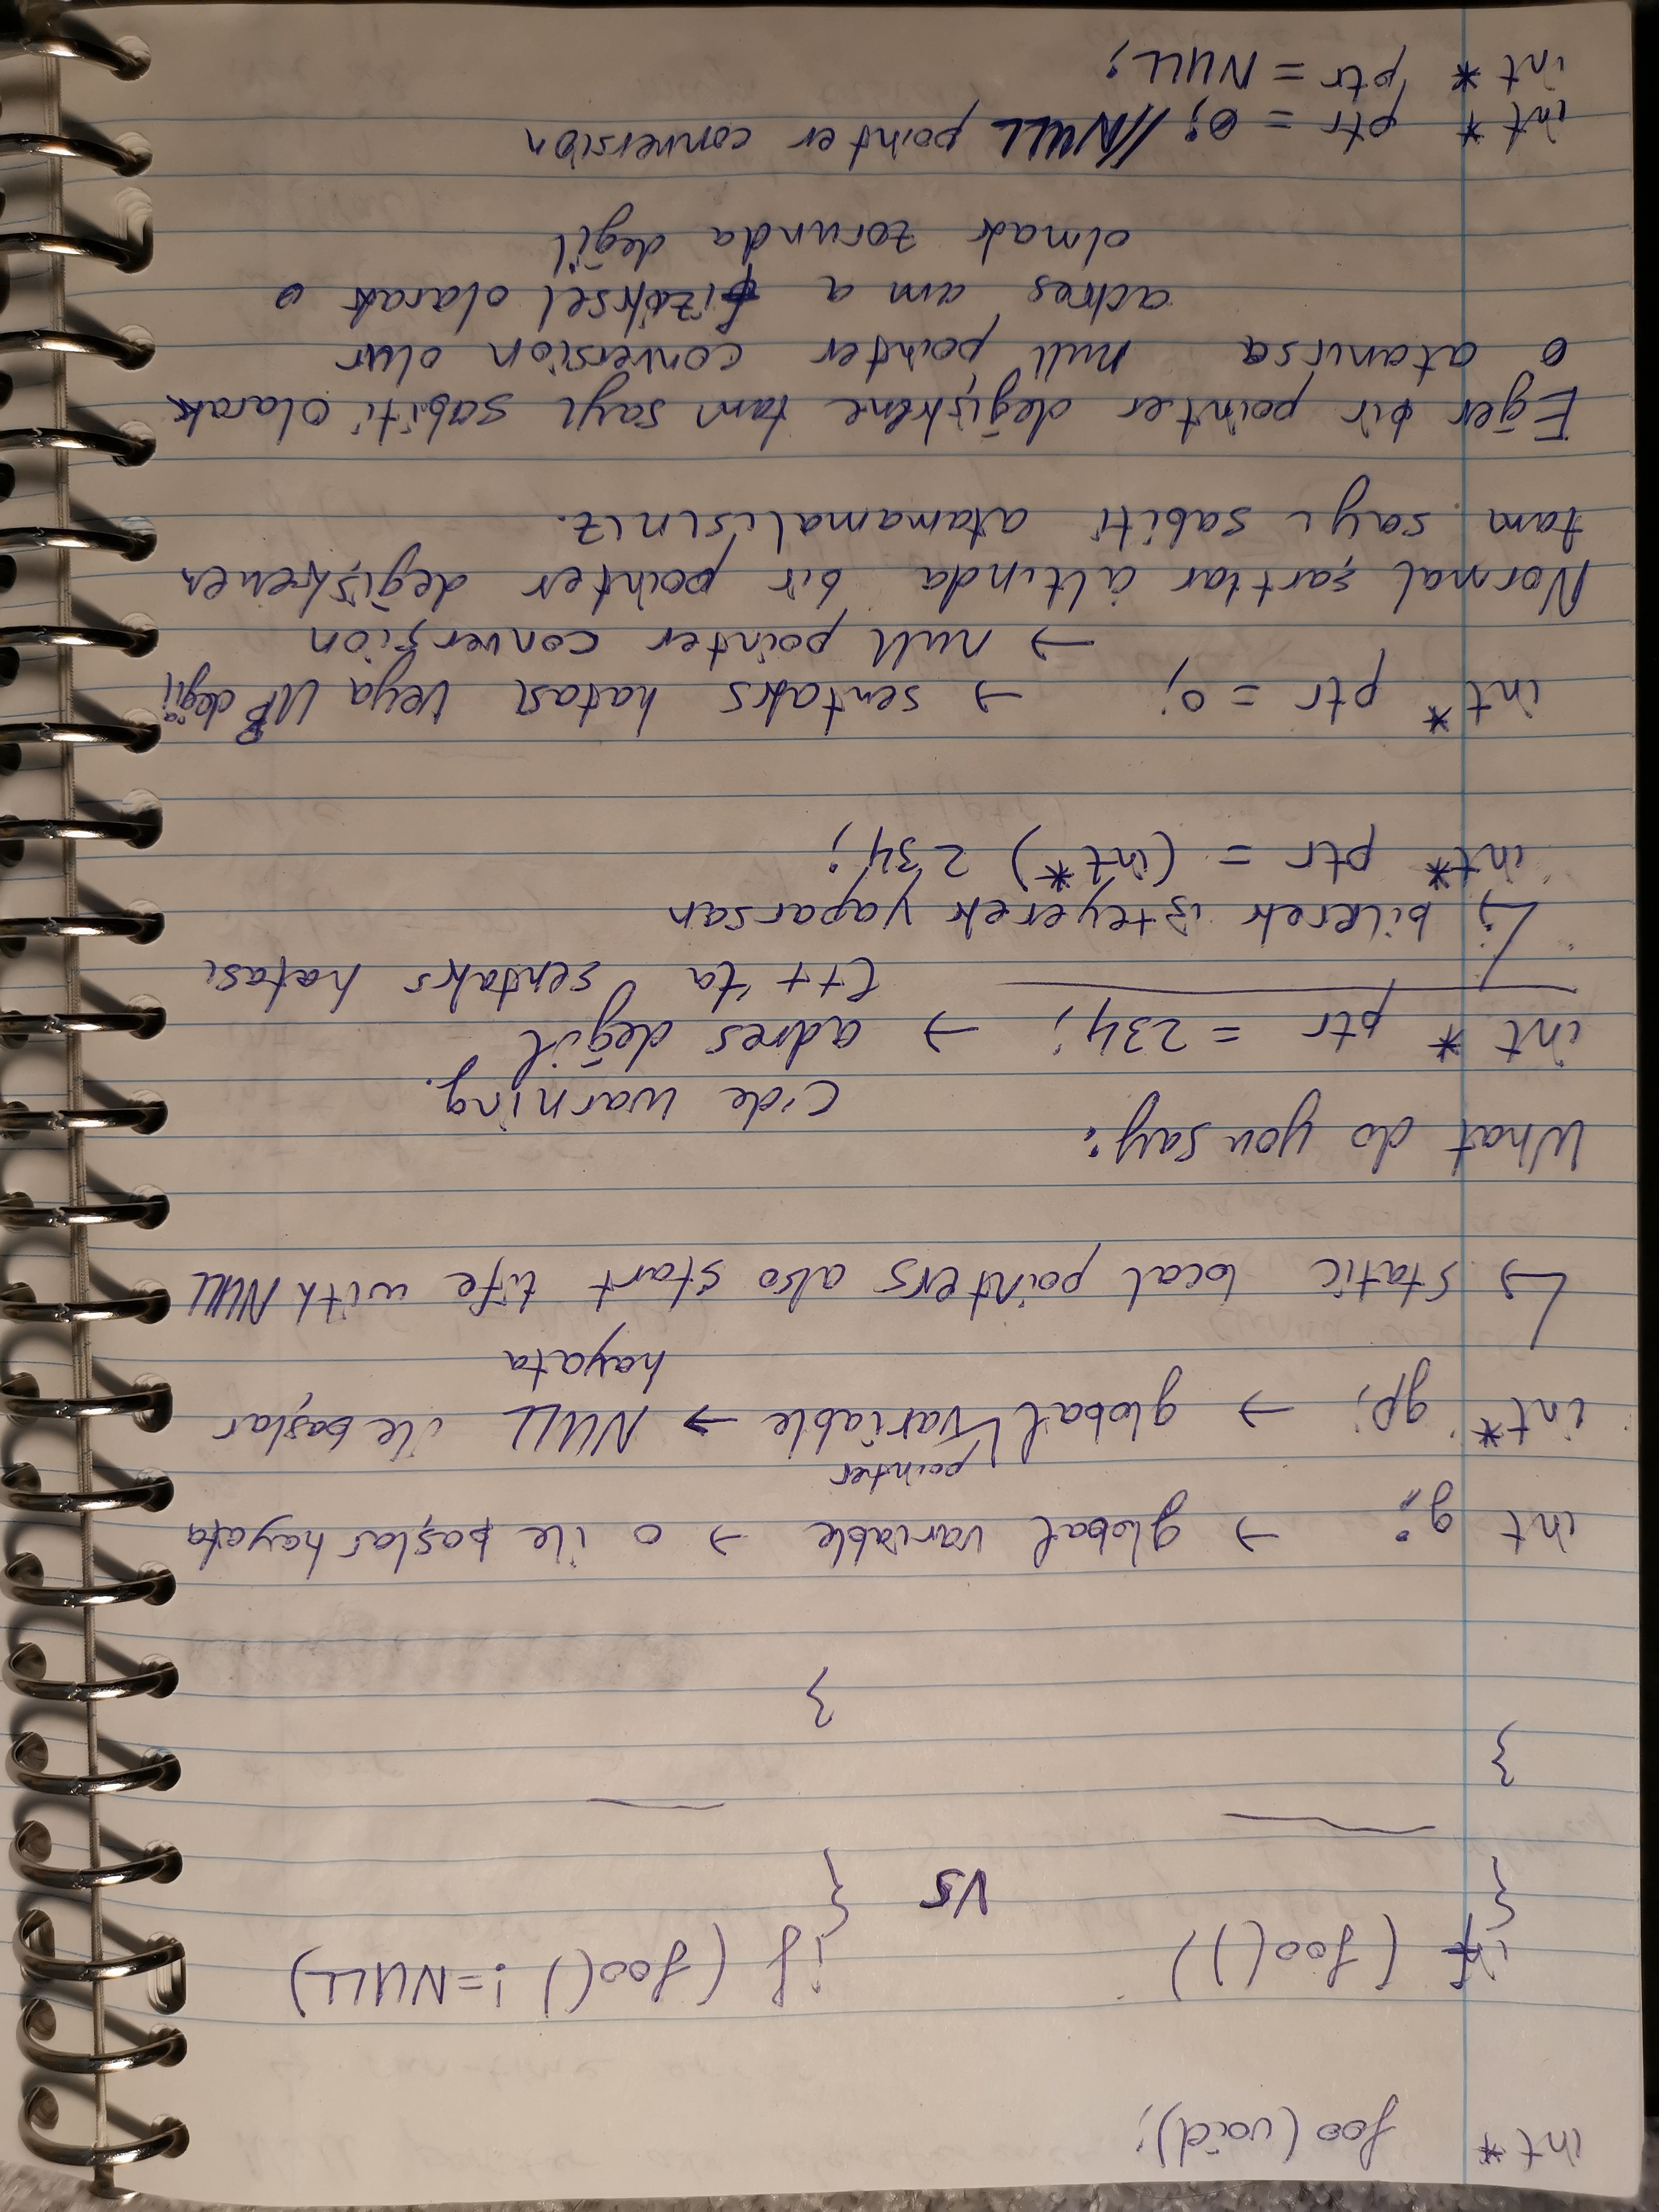 int* foo(void);
if (foo()) if (foo() != NULL)
{ vs {
}
}
int g; → global variable → 0 ile başlar hayata
pointer
int* gp; → global variable → NULL ile başlar
hayata
↳ static local pointers also start life with NULL
What do you say:
C'de warning.
int * ptr = 234; → adres değil
C++'ta sentaks hatası
↳ bilerek isteyerek yaparsan
int* ptr = (int*) 234;
int* ptr = 0; → sentaks hatası veya UB değil
→ null pointer conversion
Normal şartlar altında bir pointer değişkene
tam sayı sabiti atamamalısınız.
Eğer bir pointer değişkene tam sayı sabiti olarak
0 atanırsa null pointer conversion olur
adres ama fiziksel olarak 0
olmak zorunda değil
int * ptr = 0; //NULL pointer conversion
int * ptr = NULL;